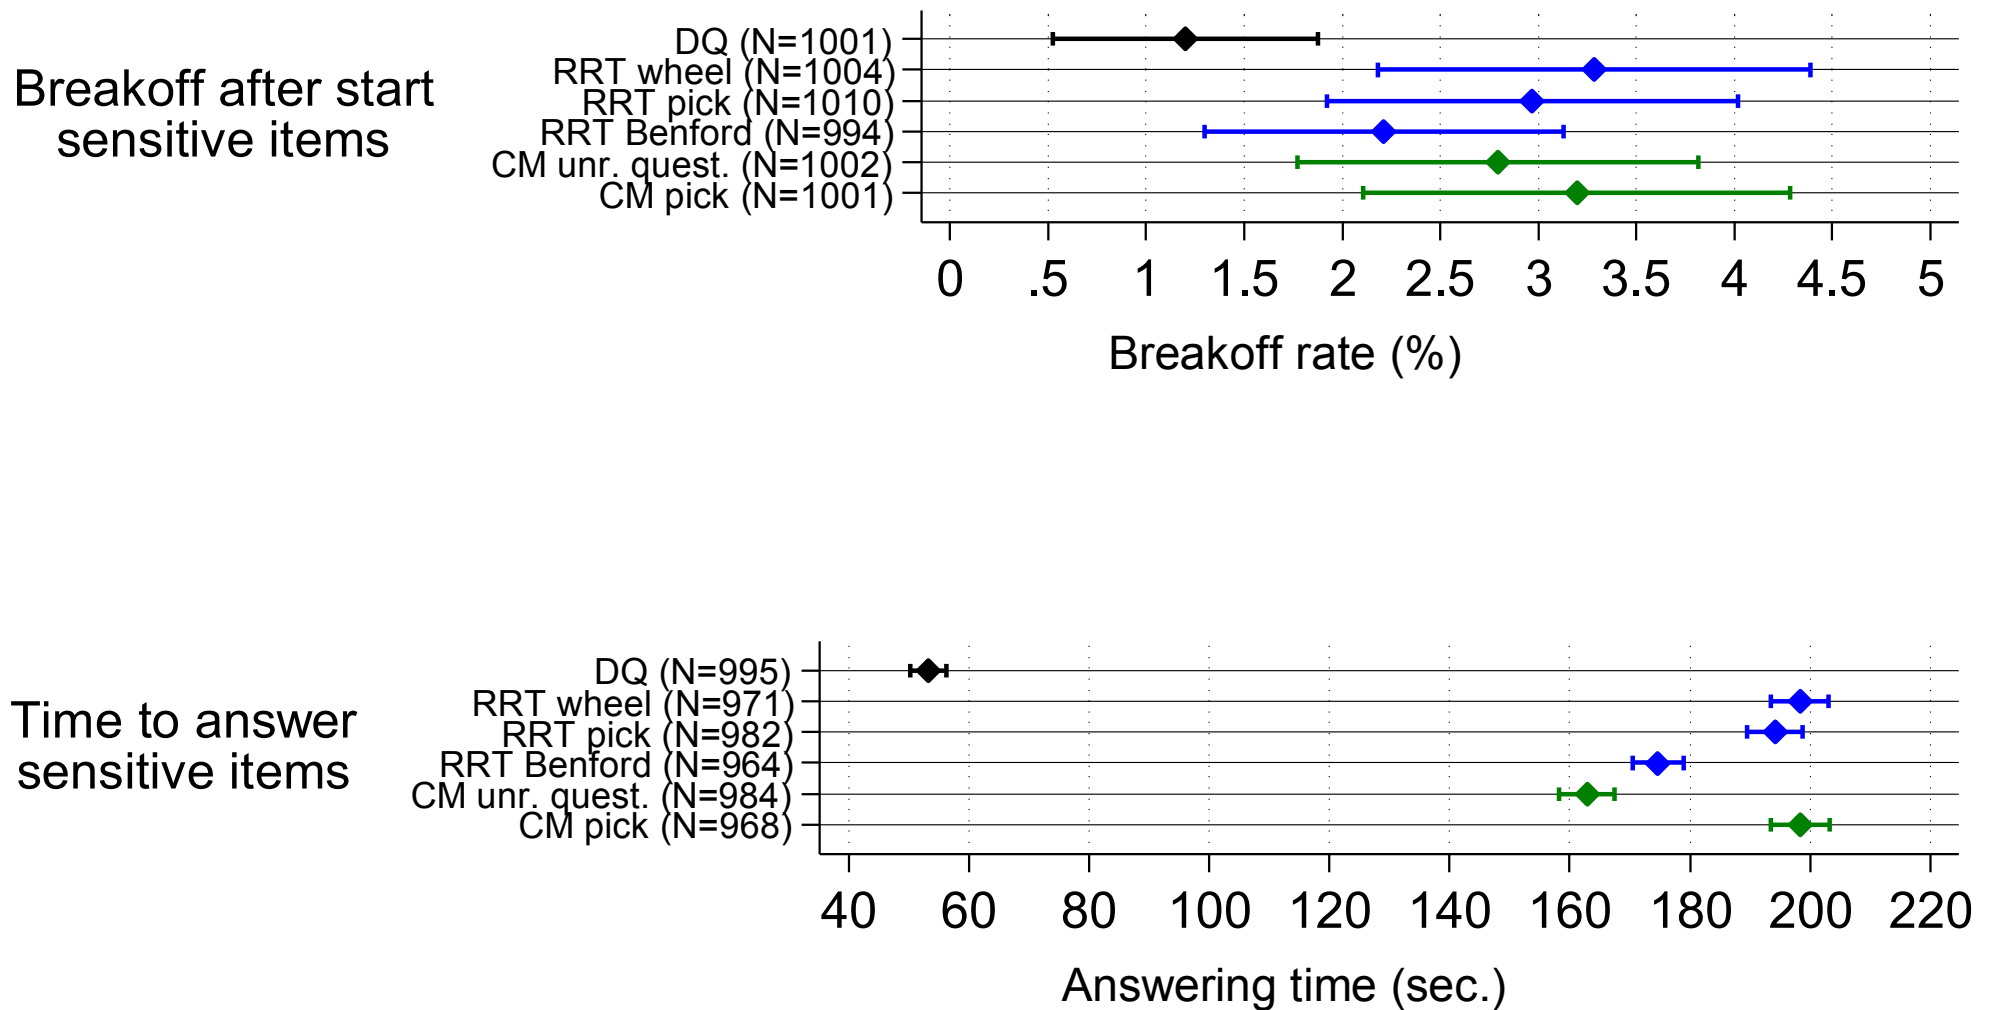 Breakoff after start
sensitive items
DQ (N=1001)
RRT wheel (N=1004)
RRT pick (N=1010)
RRT Benford (N=994)
CM unr. quest. (N=1002)
CM pick (N=1001)
0 .5 1 1.5 2 2.5 3 3.5 4 4.5 5
Breakoff rate (%)
Time to answer
sensitive items
DQ (N=995)
RRT wheel (N=971)
RRT pick (N=982)
RRT Benford (N=964)
CM unr. quest. (N=984)
CM pick (N=968)
40 60 80 100 120 140 160 180 200 220
Answering time (sec.)